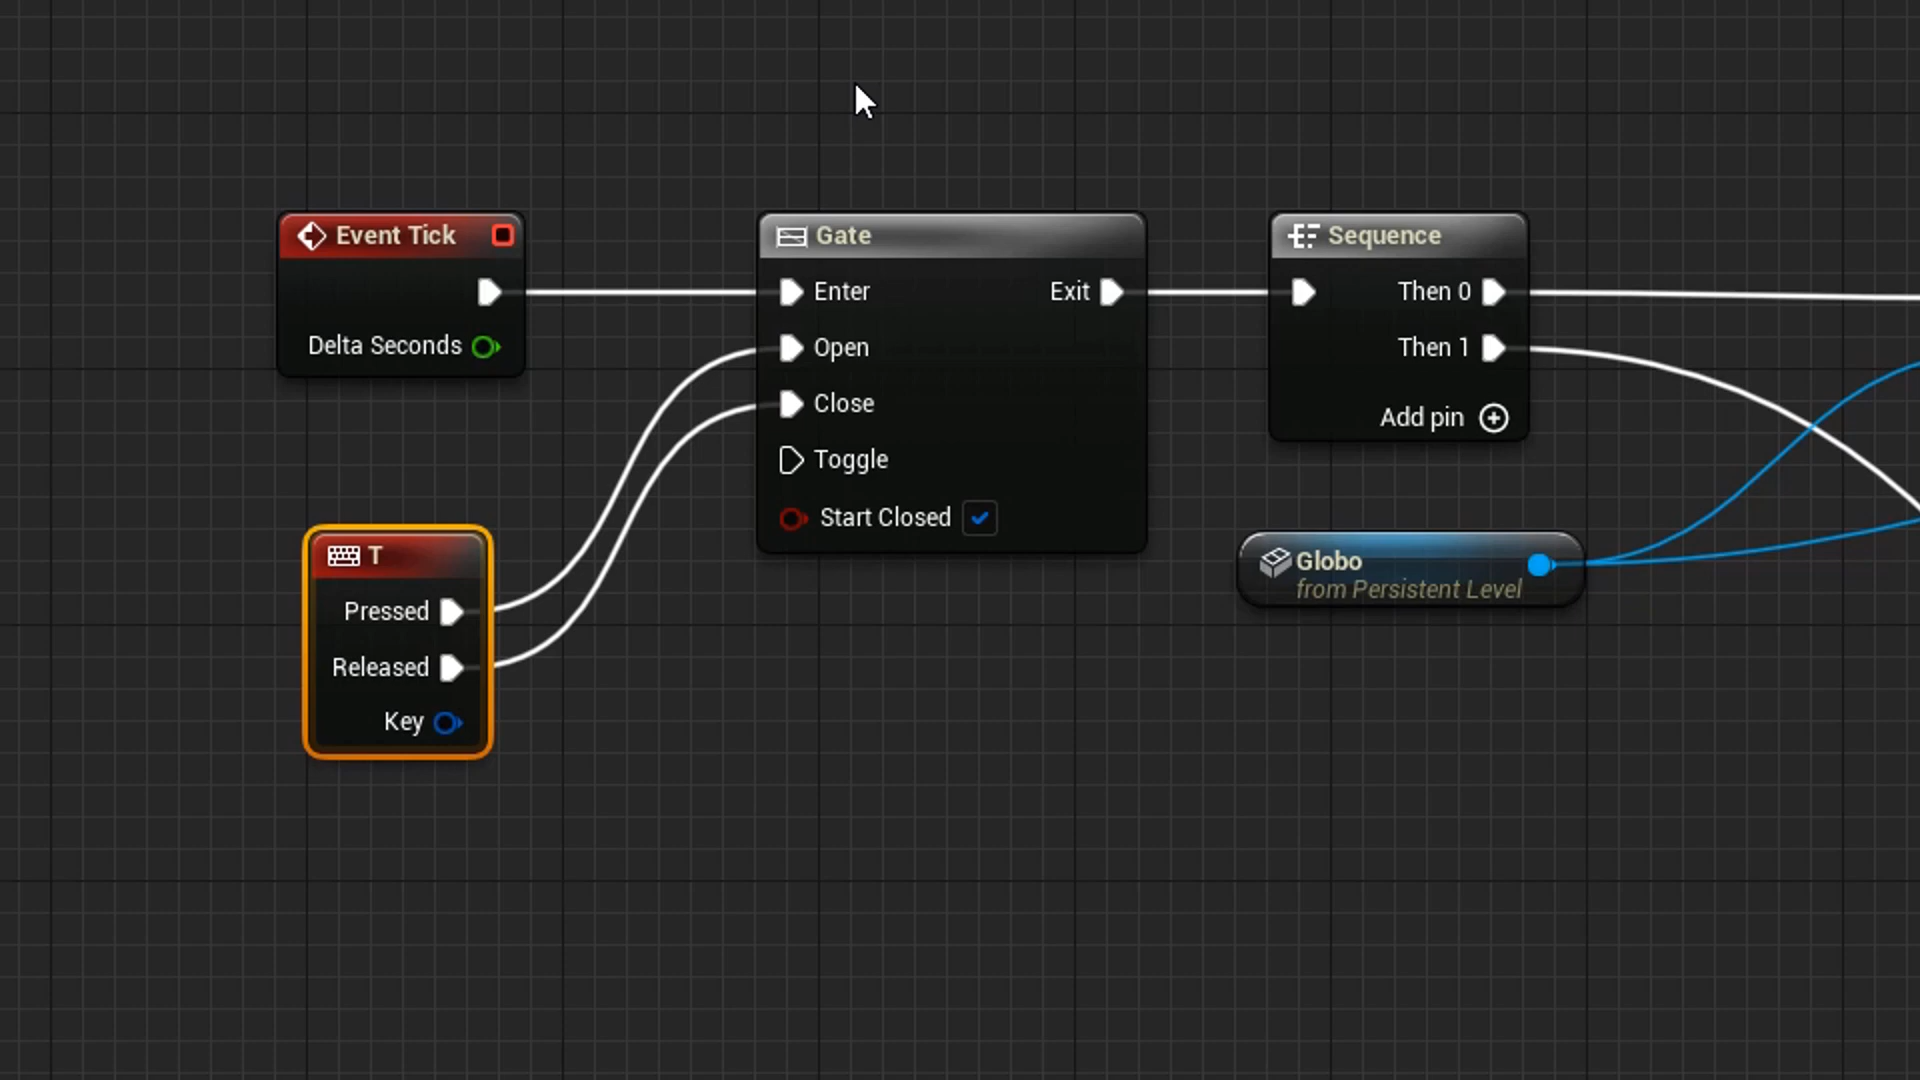 Event Tick
Delta Seconds
Gate
Enter
Exit
Open
Close
Toggle
Start Closed
Sequence
Then 0
Then 1
Add pin
T
Pressed
Released
Key
Globo
from Persistent Level